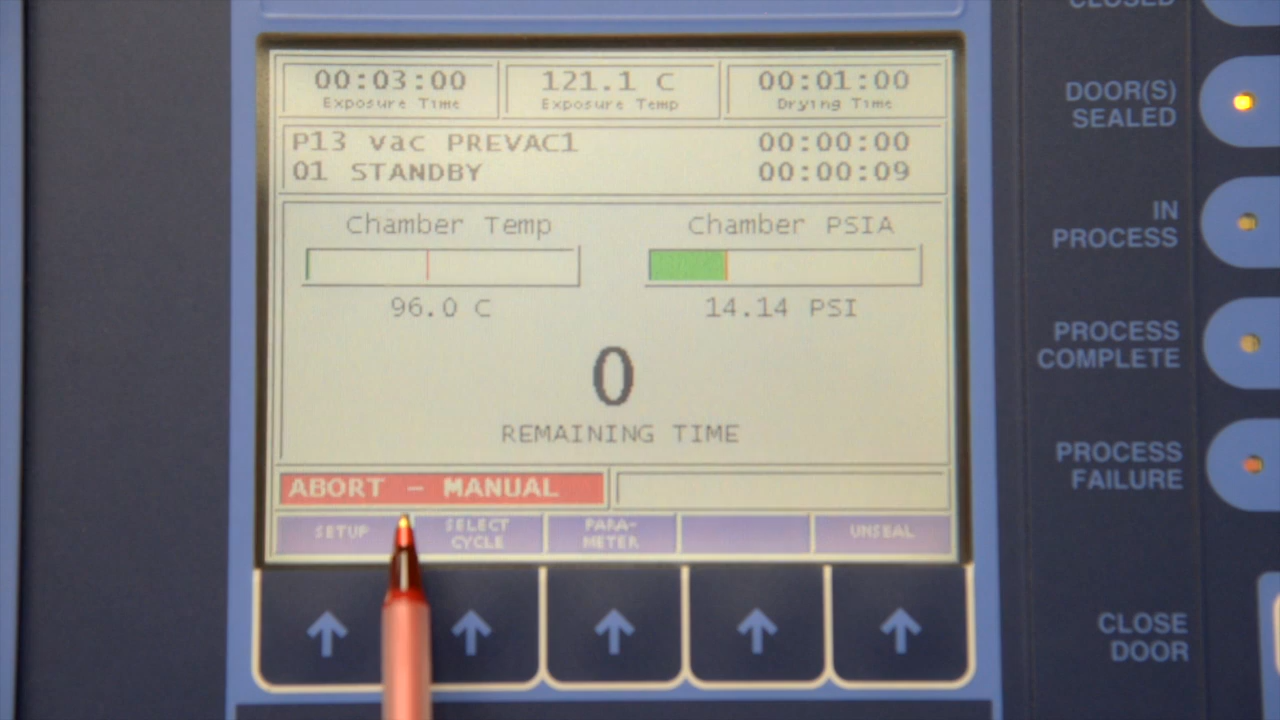 CLOSED
00:03:00 121.1 C 00:01:00
Exposure Time Exposure Temp Drying Time
P13 vac PREVAC1 00:00:00
01 STANDBY 00:00:09
Chamber Temp Chamber PSIA
96.0 C 14.14 PSI
0
REMAINING TIME
ABORT - MANUAL
SETUP
SELECT
CYCLE
PARA-
METER
UNSEAL
DOOR(S)
SEALED
IN
PROCESS
PROCESS
COMPLETE
PROCESS
FAILURE
CLOSE
DOOR